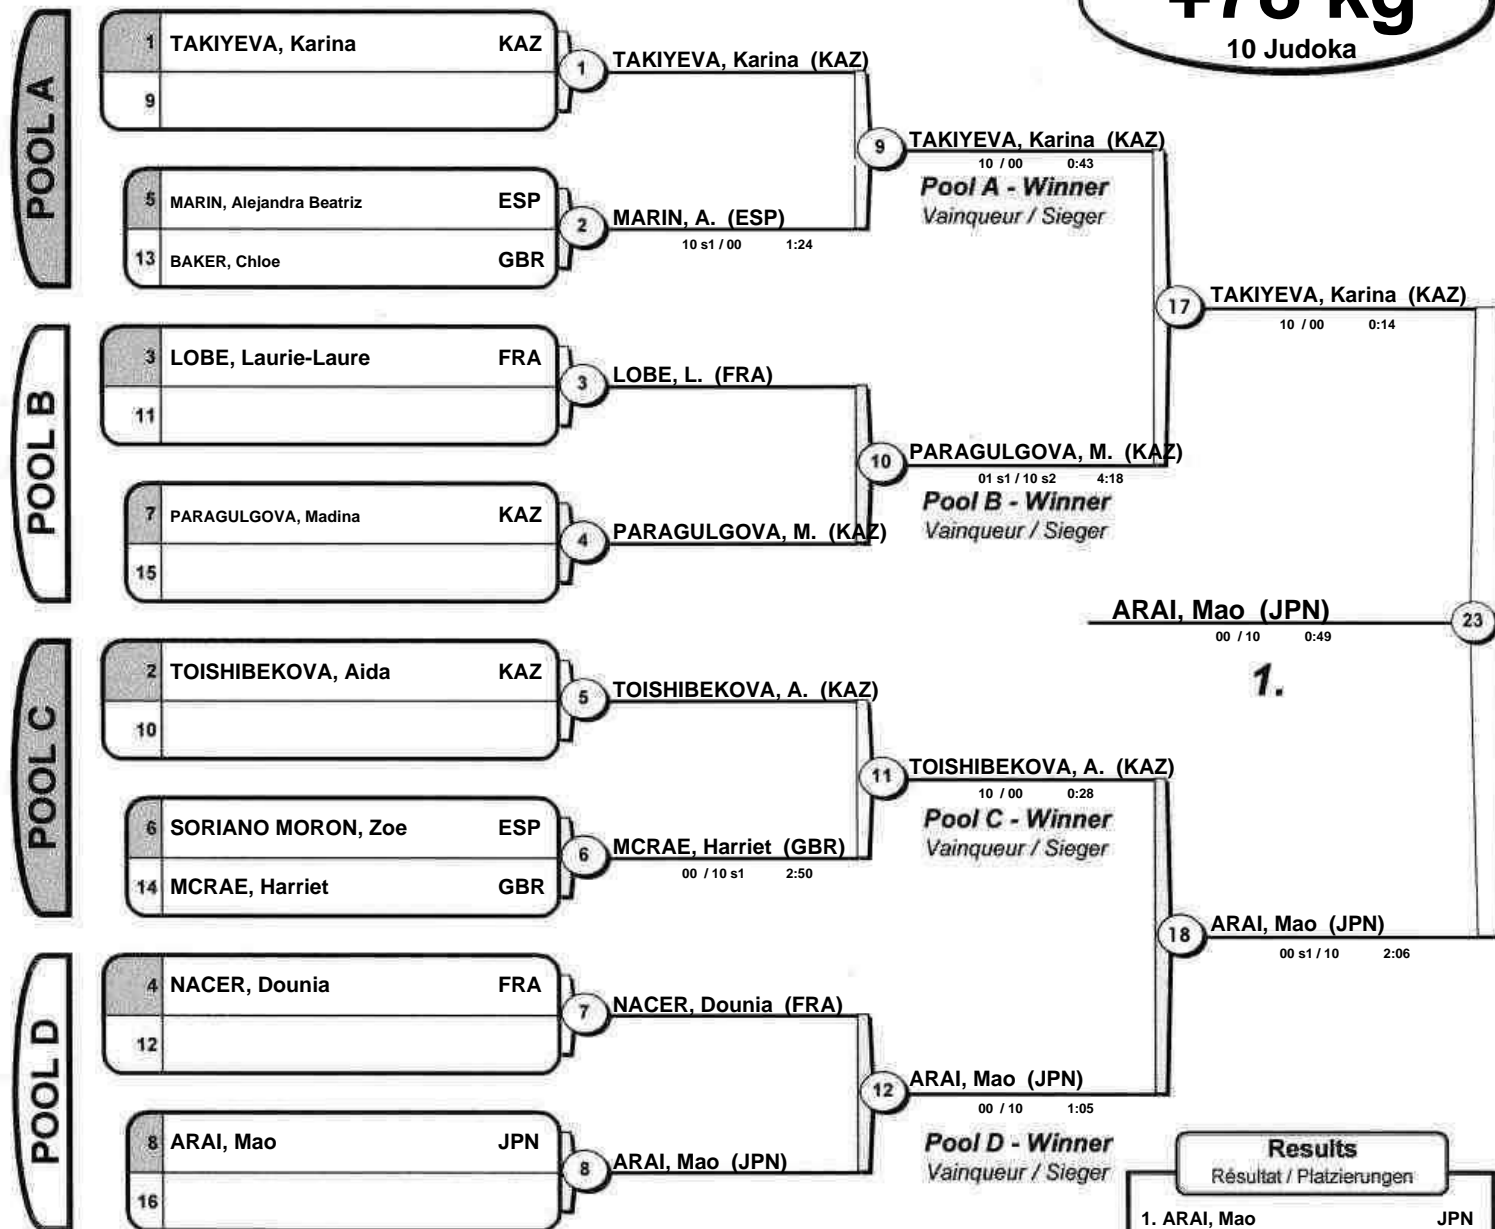 +78 kg
10 Judoka
POOL A
1 TAKIYEVA, Karina KAZ
9
5 MARIN, Alejandra Beatriz ESP
13 BAKER, Chloe GBR
1 TAKIYEVA, Karina (KAZ)
2 MARIN, A. (ESP)
10 s1 / 00 1:24
9 TAKIYEVA, Karina (KAZ)
10 / 00 0:43
Pool A - Winner
Vainqueur / Sieger
POOL B
3 LOBE, Laurie-Laure FRA
11
7 PARAGULGOVA, Madina KAZ
15
3 LOBE, L. (FRA)
4 PARAGULGOVA, M. (KAZ)
10 PARAGULGOVA, M. (KAZ)
01 s1 / 10 s2 4:18
Pool B - Winner
Vainqueur / Sieger
17 TAKIYEVA, Karina (KAZ)
10 / 00 0:14
ARAI, Mao (JPN) 23
00 / 10 0:49
1.
POOL C
2 TOISHIBEKOVA, Aida KAZ
10
6 SORIANO MORON, Zoe ESP
14 MCRAE, Harriet GBR
5 TOISHIBEKOVA, A. (KAZ)
6 MCRAE, Harriet (GBR)
00 / 10 s1 2:50
11 TOISHIBEKOVA, A. (KAZ)
10 / 00 0:28
Pool C - Winner
Vainqueur / Sieger
18 ARAI, Mao (JPN)
00 s1 / 10 2:06
POOL D
4 NACER, Dounia FRA
12
8 ARAI, Mao JPN
16
7 NACER, Dounia (FRA)
8 ARAI, Mao (JPN)
12 ARAI, Mao (JPN)
00 / 10 1:05
Pool D - Winner
Vainqueur / Sieger
Results
Résultat / Platzierungen
1. ARAI, Mao JPN